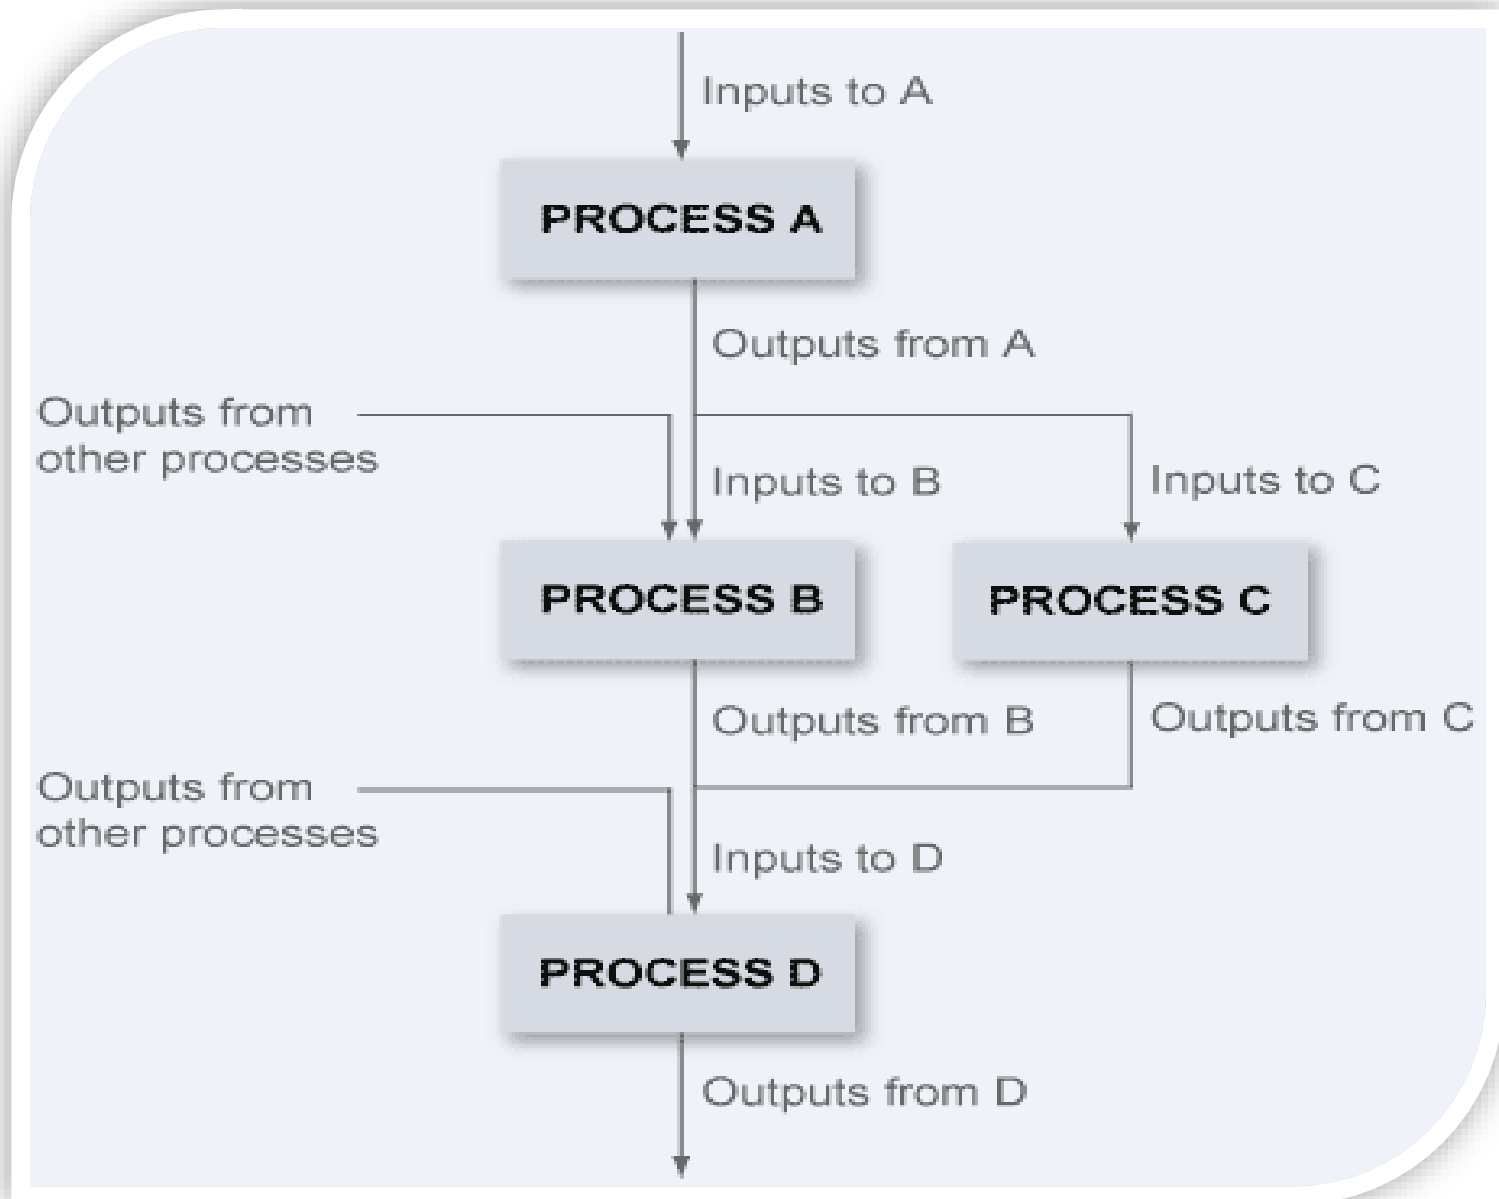 Inputs to A
PROCESS A
Outputs from A
Outputs from
other processes
Inputs to B
Inputs to C
PROCESS B
PROCESS C
Outputs from B
Outputs from C
Outputs from
other processes
Inputs to D
PROCESS D
Outputs from D